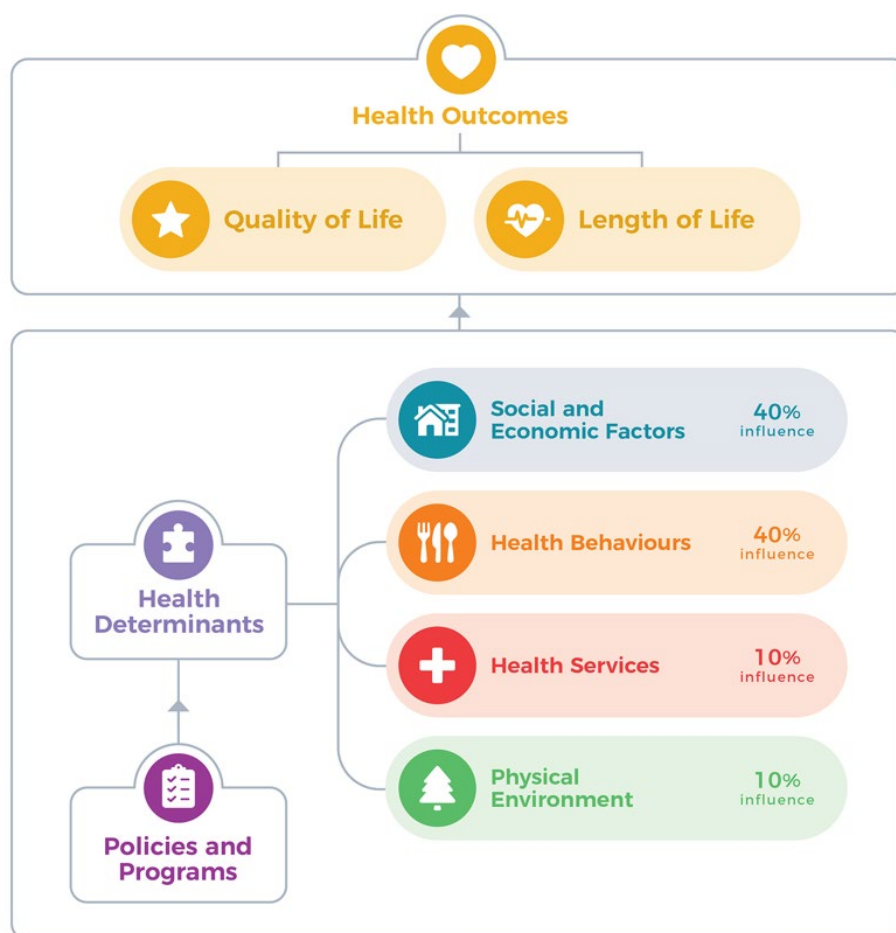 Health Outcomes
Quality of Life
Length of Life
Social and
Economic Factors
40%
influence
Health Behaviours
40%
influence
Health
Determinants
Health Services
10%
influence
Physical
Environment
10%
influence
Policies and
Programs